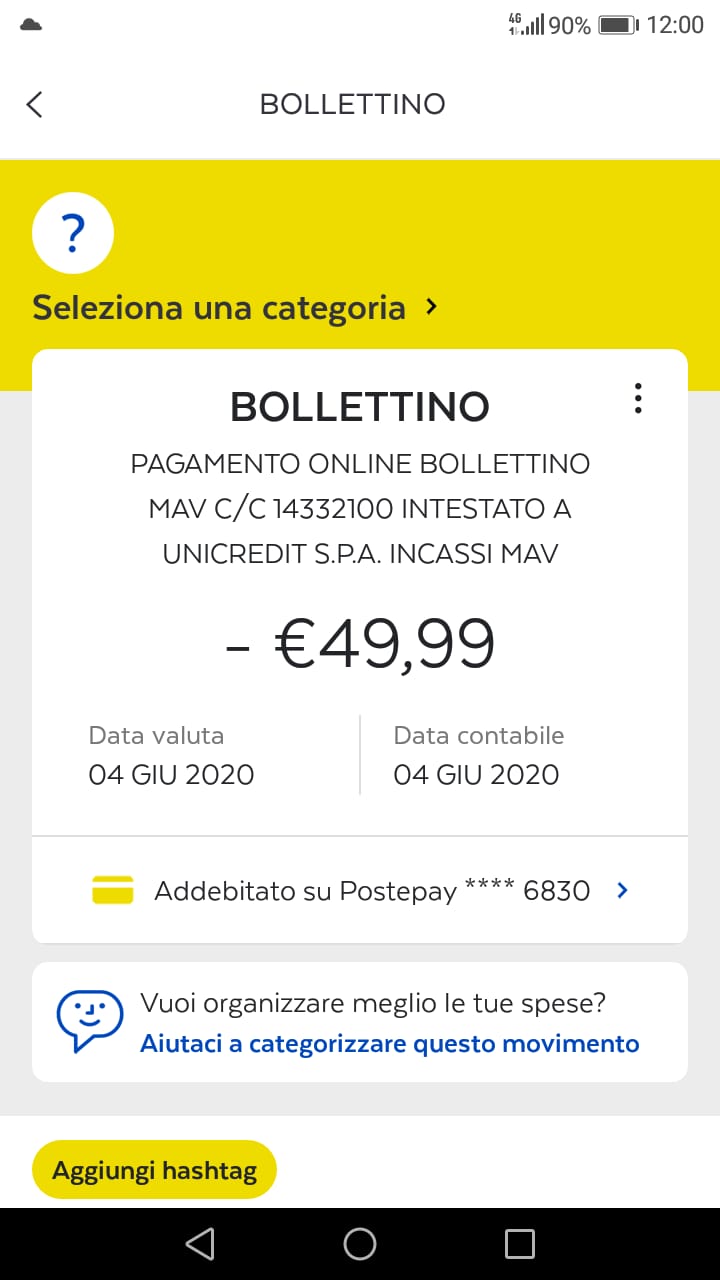 4G 90% 12:00
BOLLETTINO
?
Seleziona una categoria
BOLLETTINO
PAGAMENTO ONLINE BOLLETTINO
MAV C/C 14332100 INTESTATO A
UNICREDIT S.P.A. INCASSI MAV
- €49,99
Data valuta
04 GIU 2020
Data contabile
04 GIU 2020
Addebitato su Postepay **** 6830
Vuoi organizzare meglio le tue spese?
Aiutaci a categorizzare questo movimento
Aggiungi hashtag